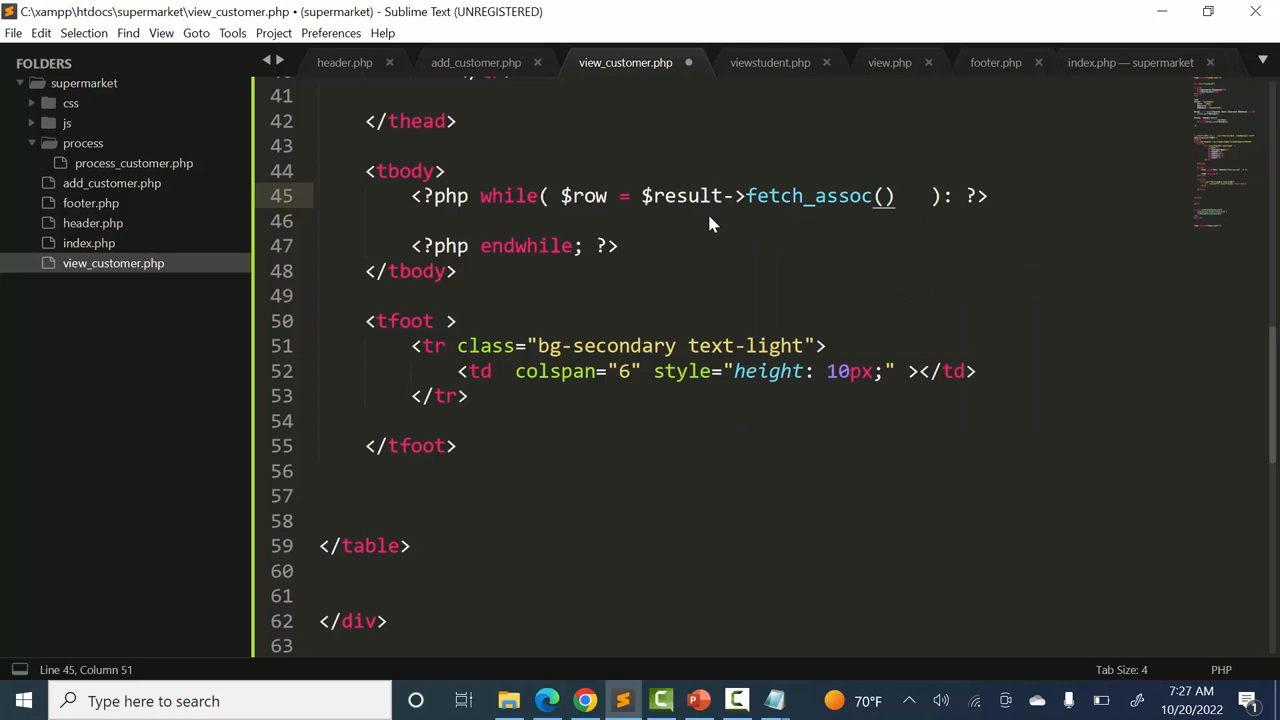 C:\xampp\htdocs\supermarket\view_customer.php • (supermarket) - Sublime Text (UNREGISTERED)
File Edit Selection Find View Goto Tools Project Preferences Help
FOLDERS
supermarket
css
js
process
process_customer.php
add_customer.php
footer.php
header.php
index.php
view_customer.php
header.php add_customer.php view_customer.php viewstudent.php view.php footer.php index.php — supermarket
41
42 </thead>
43
44 <tbody>
45 <?php while( $row = $result->fetch_assoc() ): ?>
46
47 <?php endwhile; ?>
48 </tbody>
49
50 <tfoot >
51 <tr class="bg-secondary text-light">
52 <td colspan="6" style="height: 10px;" ></td>
53 </tr>
54
55 </tfoot>
56
57
58
59 </table>
60
61
62 </div>
63
Line 45, Column 51 Tab Size: 4 PHP
Type here to search 70°F 7:27 AM
10/20/2022